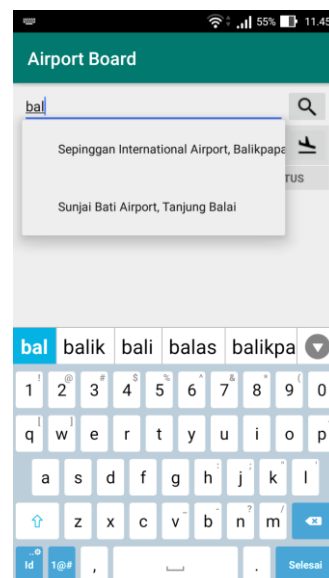 55% 11.45
Airport Board
bal
Sepinggan International Airport, Balikpapa
TUS
Sunjai Bati Airport, Tanjung Balai
bal balik bali balas balikpa
! @ # $ % ^ & * (
1 2 3 4 5 6 7 8 9 0
[ ] _ < >
q w e r t y u i o p
a s d f g h j k l
z x c v b n m
Id 1@# , . Selesai